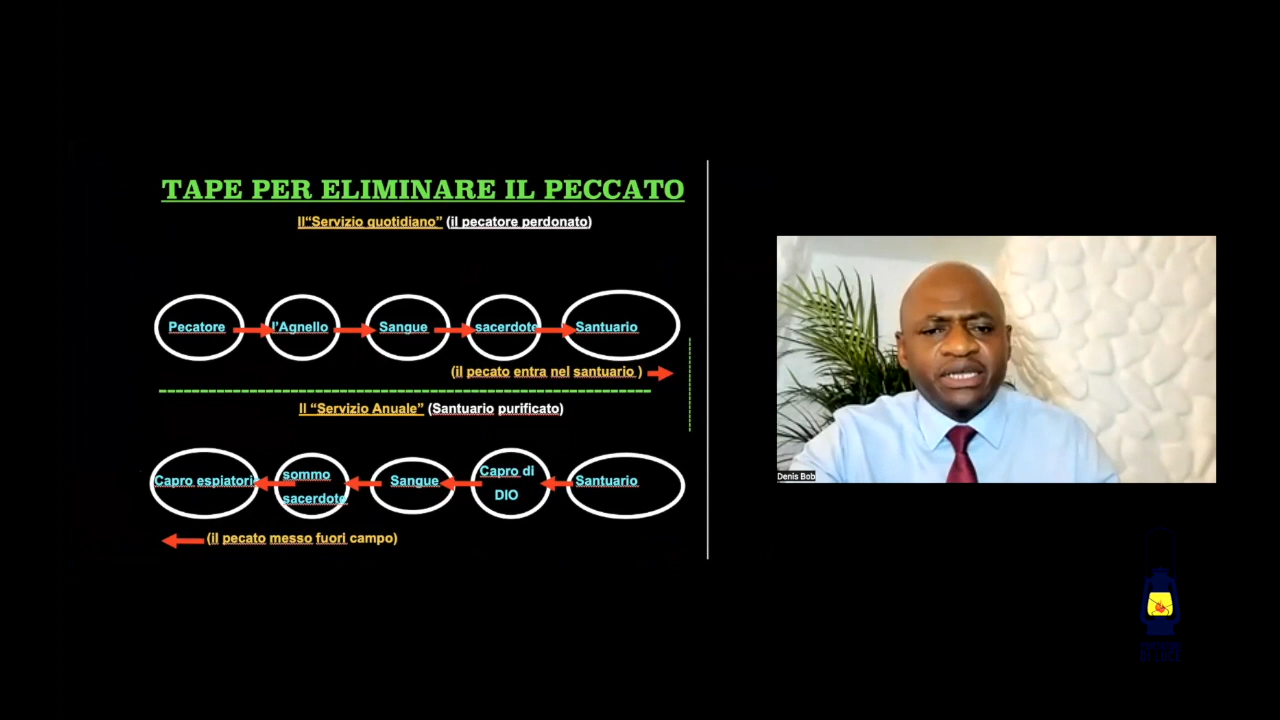 TAPE PER ELIMINARE IL PECCATO
Il“Servizio quotidiano” (il pecatore perdonato)
Pecatore l'Agnello Sangue sacerdote Santuario
(il pecato entra nel santuario )
Il “Servizio Anuale” (Santuario purificato)
Capro espiatori sommo sacerdote Sangue Capro di DIO Santuario
(il pecato messo fuori campo)
Denis Bob
DI LUCE